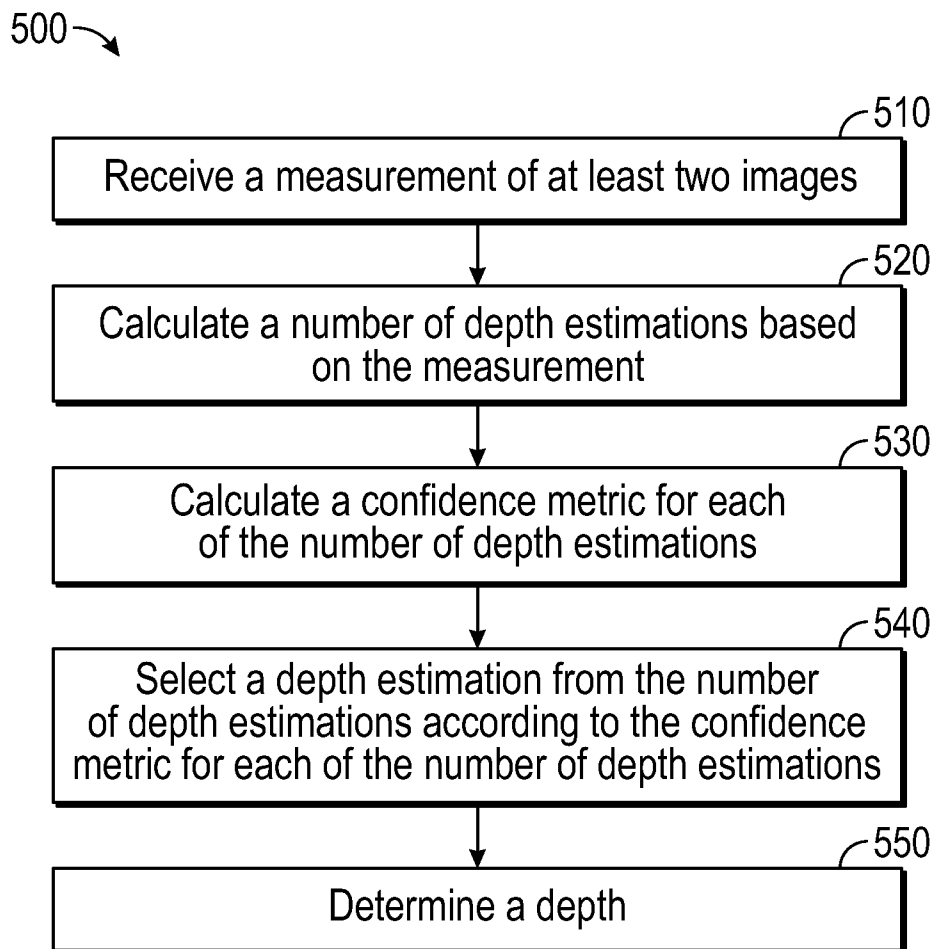 500
510
Receive a measurement of at least two images
520
Calculate a number of depth estimations based
on the measurement
530
Calculate a confidence metric for each
of the number of depth estimations
540
Select a depth estimation from the number
of depth estimations according to the confidence
metric for each of the number of depth estimations
550
Determine a depth